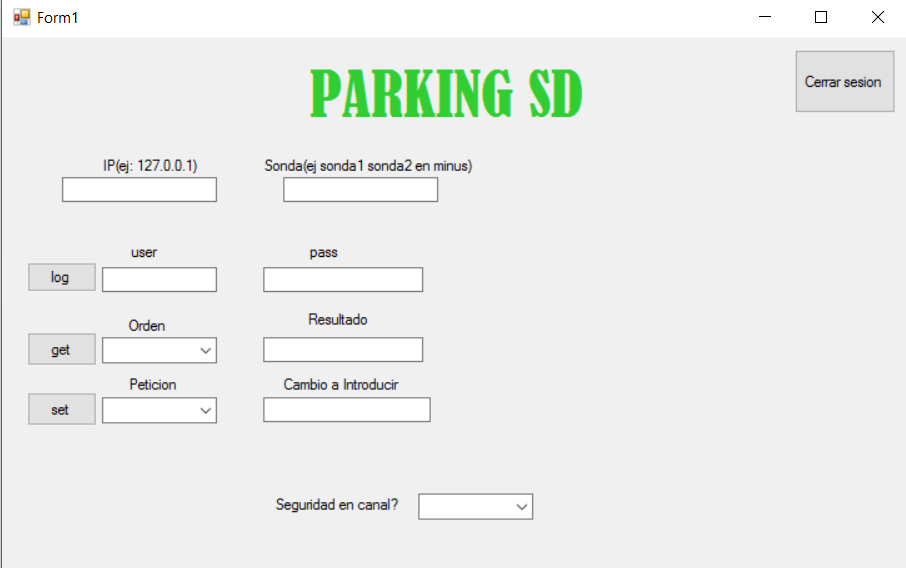 Form1
PARKING SD
Cerrar sesion
IP(ej: 127.0.0.1)
Sonda(ej sonda1 sonda2 en minus)
user
pass
log
Orden
Resultado
get
Peticion
Cambio a Introducir
set
Seguridad en canal?